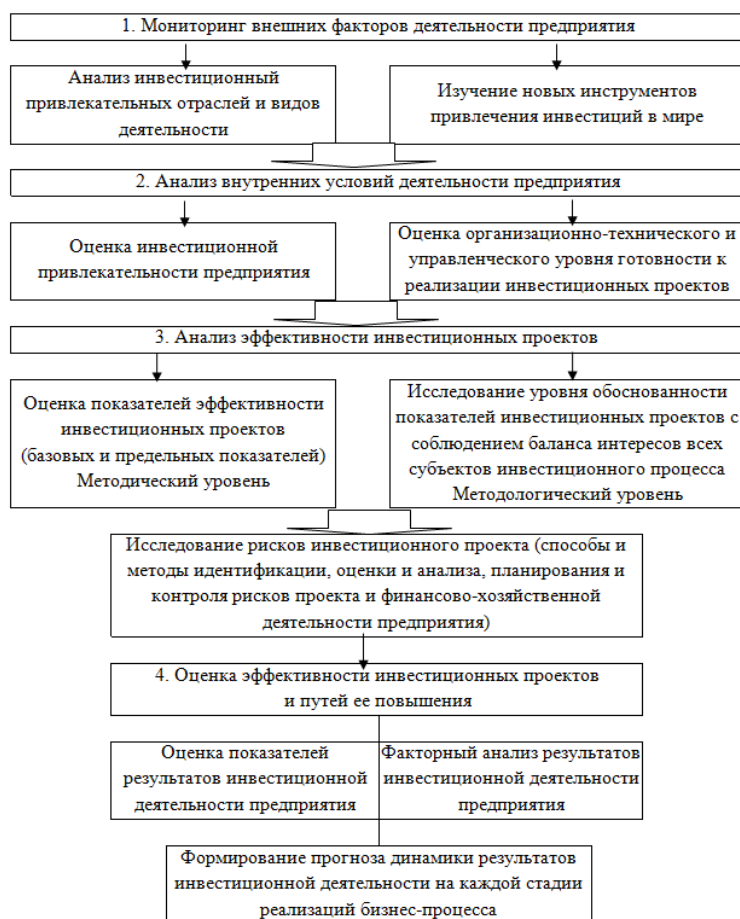 1. Мониторинг внешних факторов деятельности предприятия
Анализ инвестиционный
привлекательных отраслей и видов
деятельности
Изучение новых инструментов
привлечения инвестиций в мире
2. Анализ внутренних условий деятельности предприятия
Оценка инвестиционной
привлекательности предприятия
Оценка организационно-технического и
управленческого уровня готовности к
реализации инвестиционных проектов
3. Анализ эффективности инвестиционных проектов
Оценка показателей эффективности
инвестиционных проектов
(базовых и предельных показателей)
Методический уровень
Исследование уровня обоснованности
показателей инвестиционных проектов с
соблюдением баланса интересов всех
субъектов инвестиционного процесса
Методологический уровень
Исследование рисков инвестиционного проекта (способы и
методы идентификации, оценки и анализа, планирования и
контроля рисков проекта и финансово-хозяйственной
деятельности предприятия)
4. Оценка эффективности инвестиционных проектов
и путей ее повышения
Оценка показателей
результатов инвестиционной
деятельности предприятия
Факторный анализ результатов
инвестиционной деятельности
предприятия
Формирование прогноза динамики результатов
инвестиционной деятельности на каждой стадии
реализаций бизнес-процесса